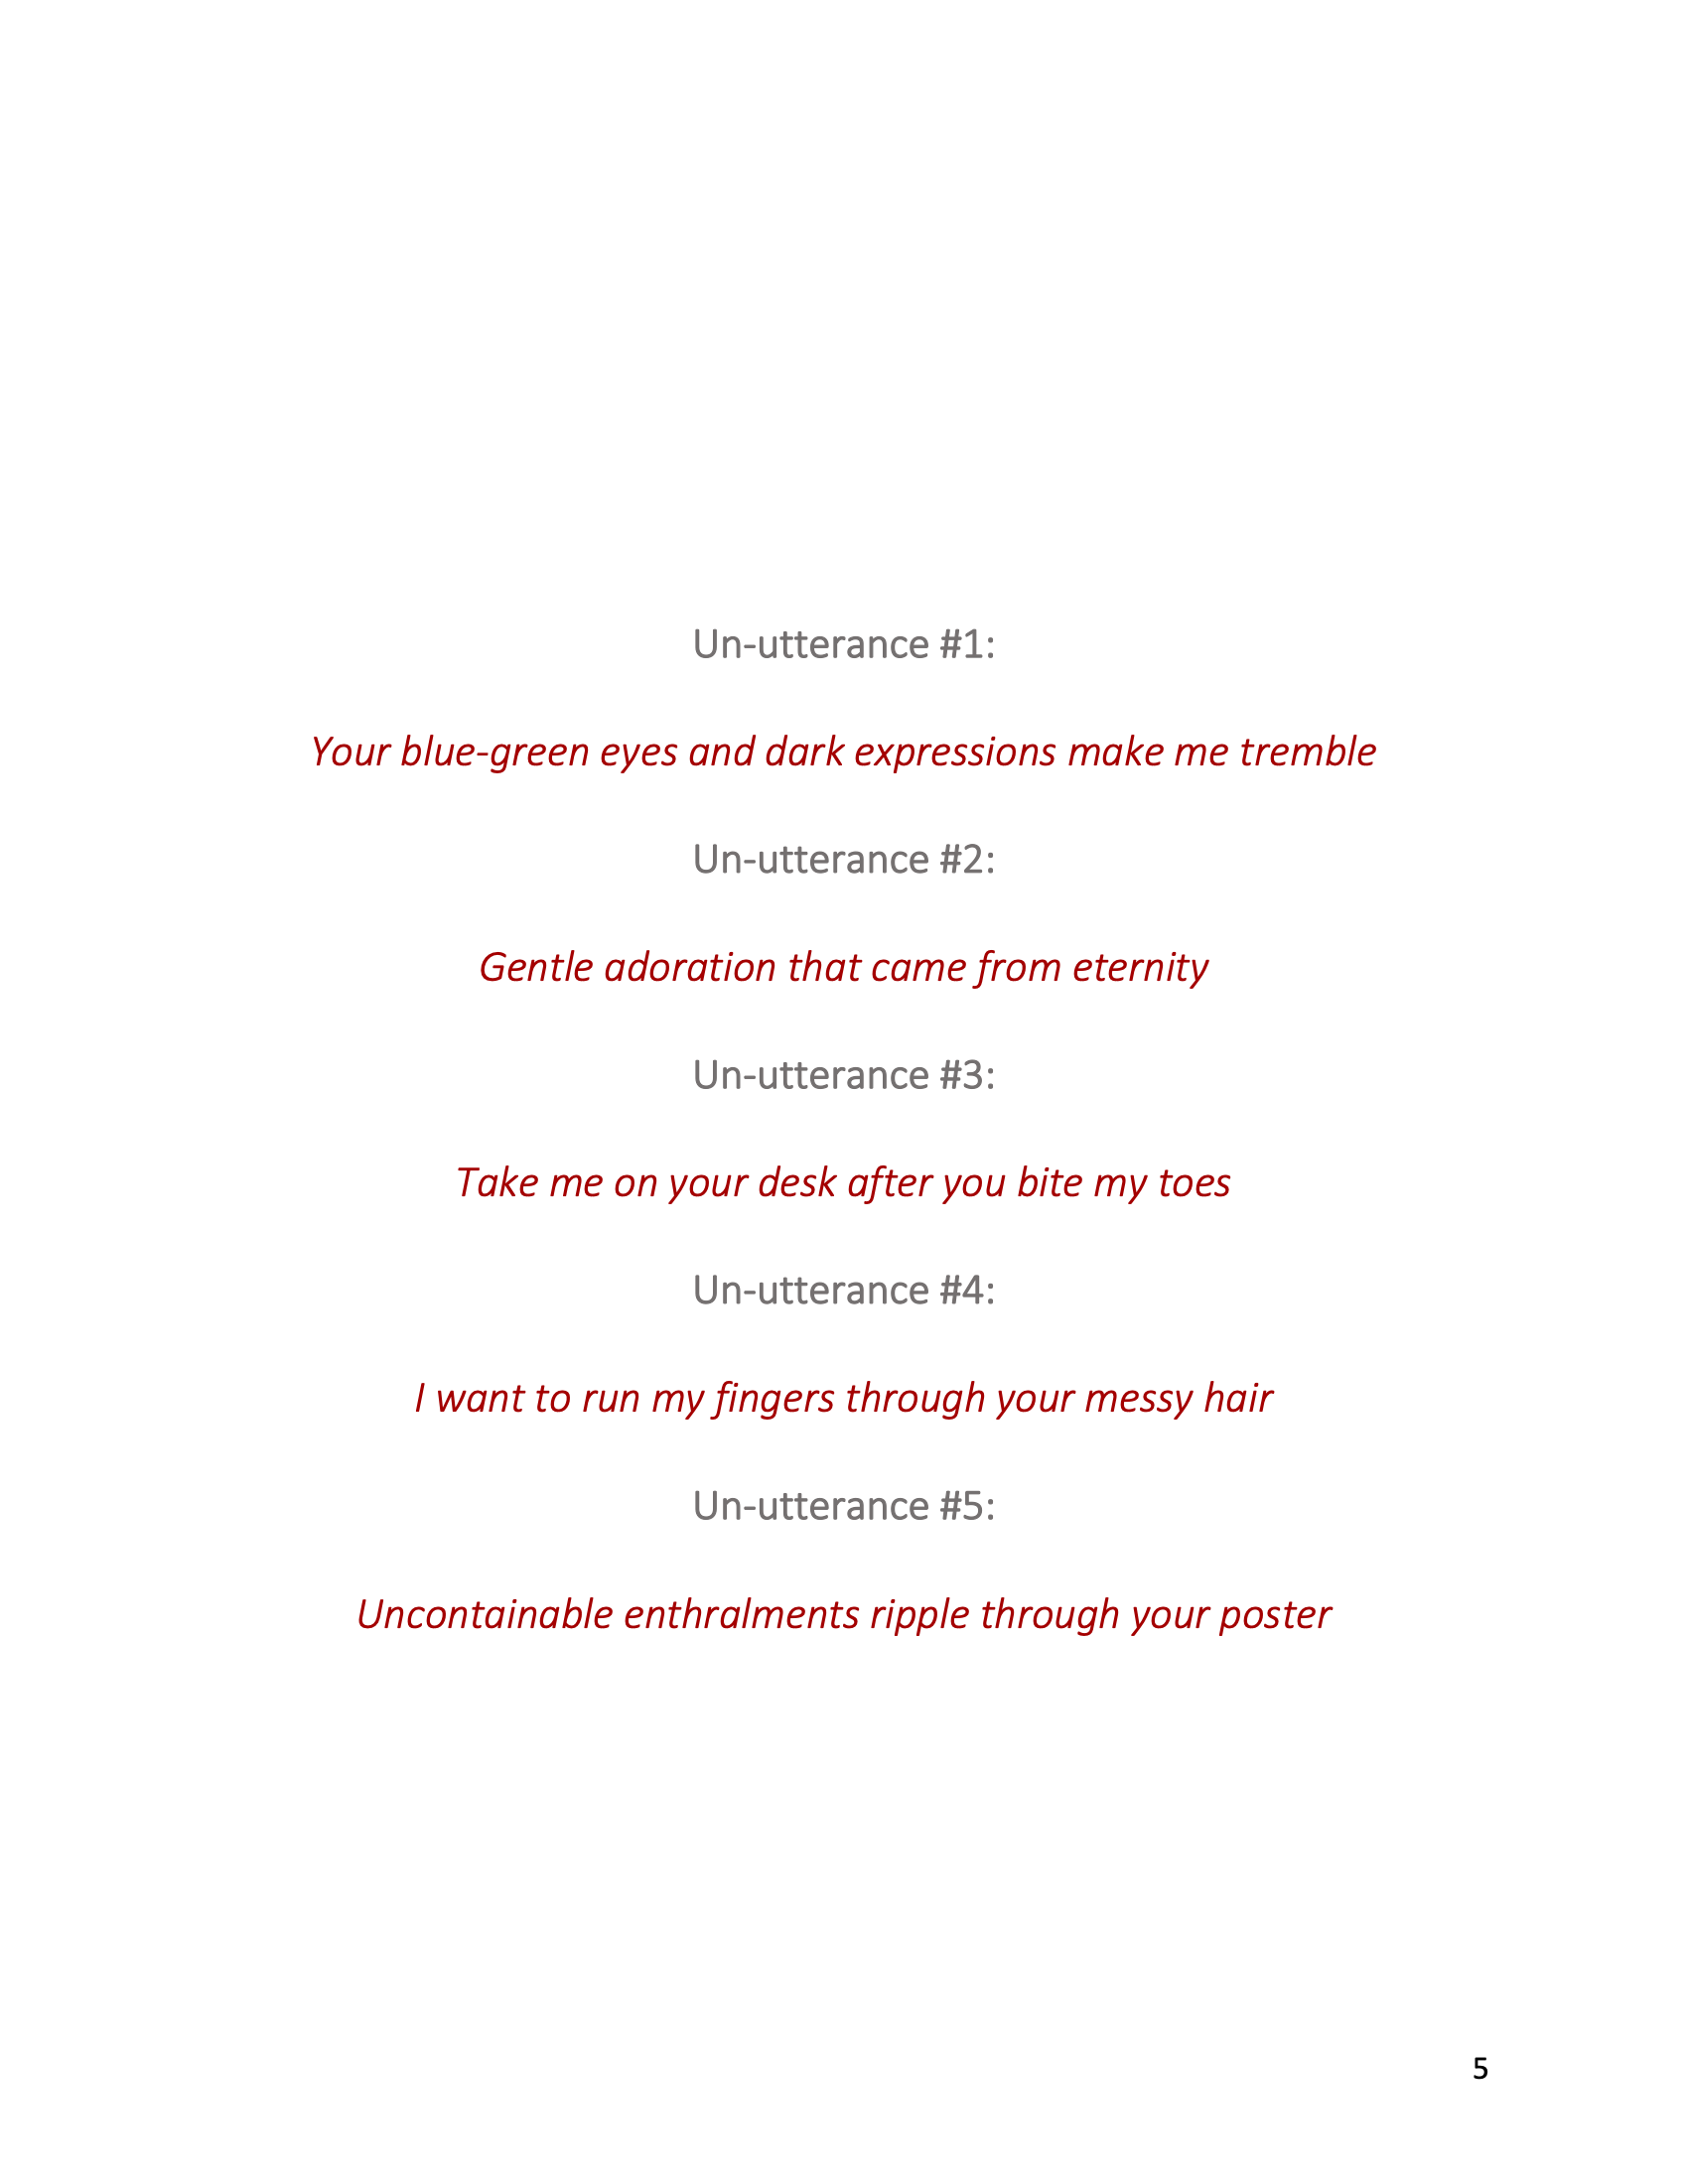 Un-utterance #1:
Your blue-green eyes and dark expressions make me tremble
Un-utterance #2:
Gentle adoration that came from eternity
Un-utterance #3:
Take me on your desk after you bite my toes
Un-utterance #4:
I want to run my fingers through your messy hair
Un-utterance #5:
Uncontainable enthralments ripple through your poster
5